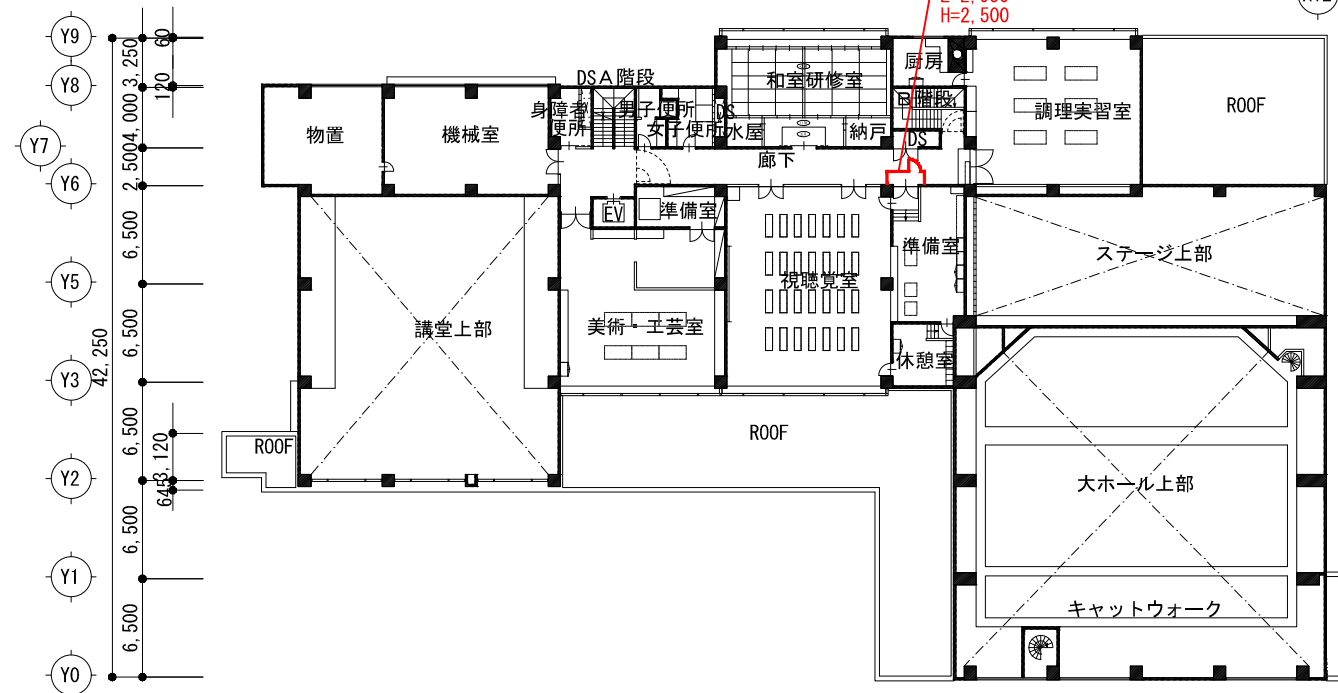 H=2,500
Y9
Y8
Y7
Y6
Y5
Y3
Y2
Y1
Y0
3,250
4,000
2,500
6,500
6,500
6,500
6,500
6,500
42,250
60
120
3,120
645
DS
A階段
身障者
便所
男子便所
女子便所
DS
水屋
和室研修室
納戸
厨房
B階段
DS
調理実習室
ROOF
物置
機械室
廊下
EV
準備室
準備室
ステージ上部
視聴覚室
講堂上部
美術・工芸室
休憩室
ROOF
ROOF
大ホール上部
キャットウォーク